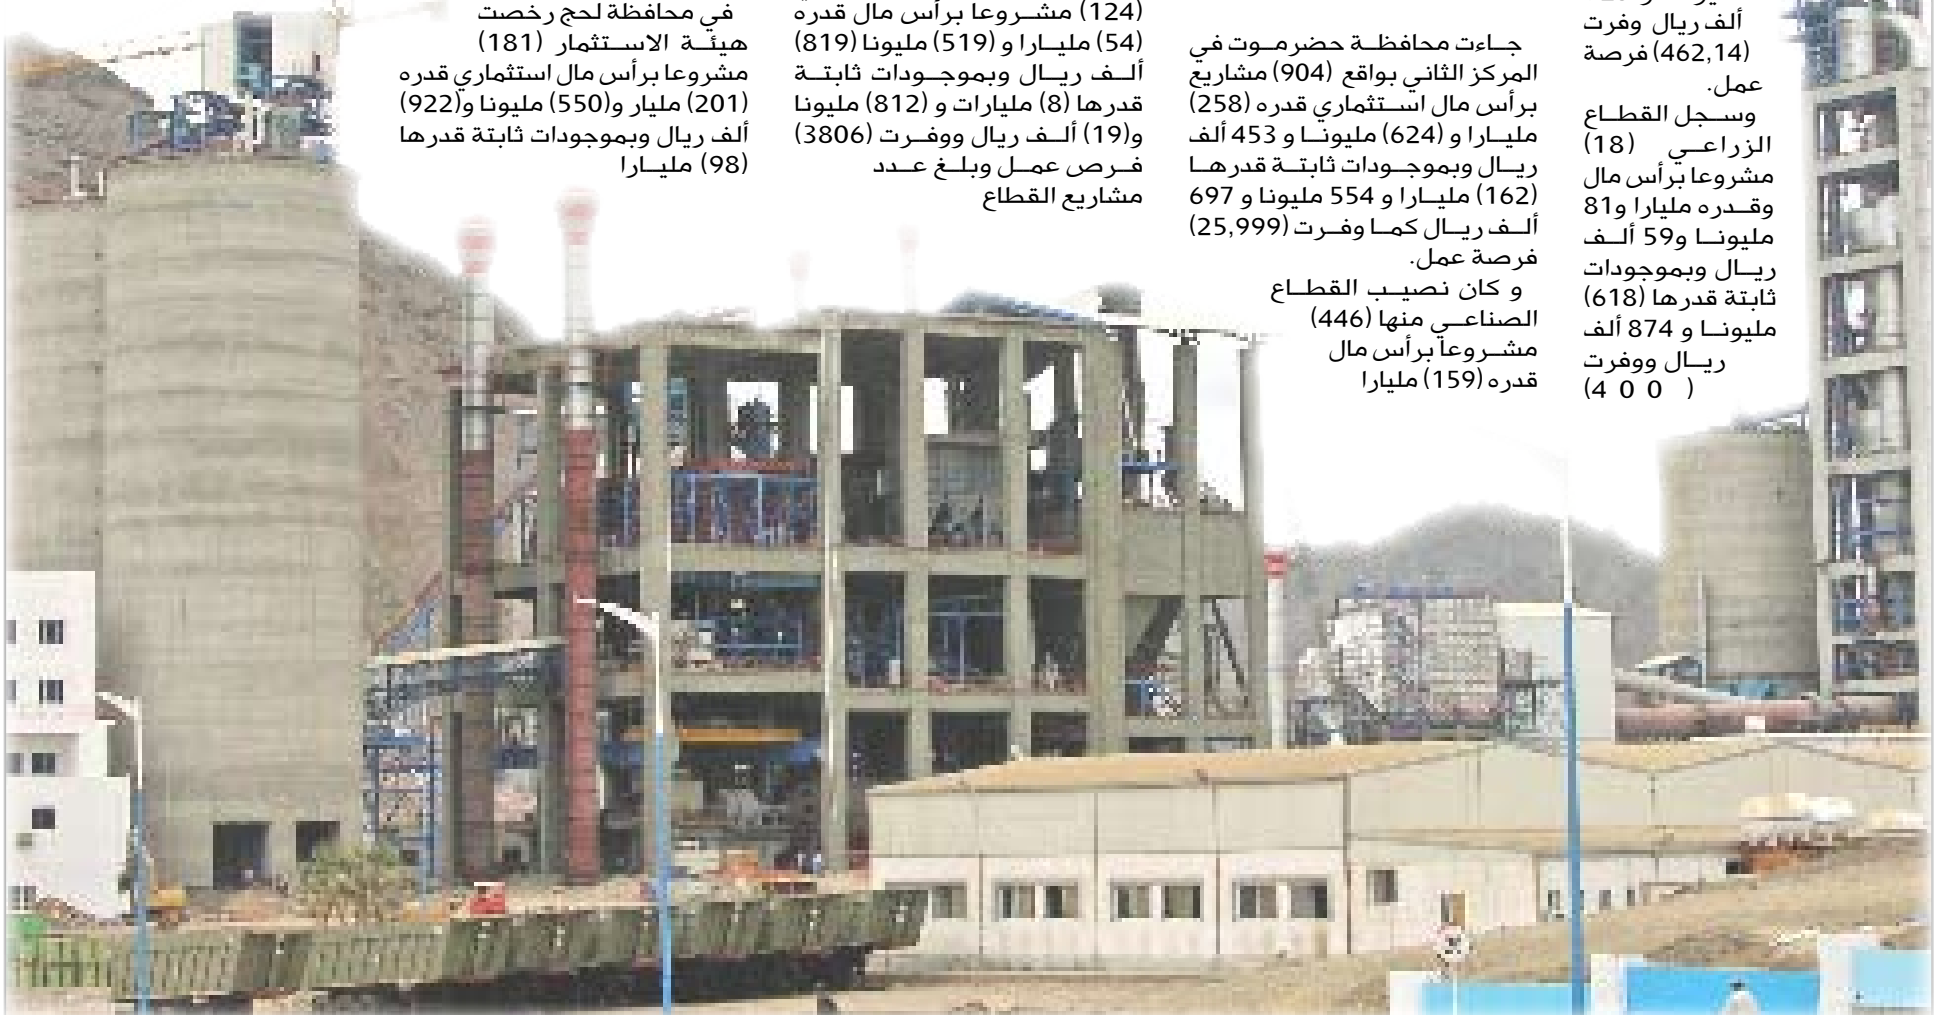 ألف ريال وفرت
(462,14) فرصة
عمل.
وسجل القطاع
الزراعي (18)
مشروعا برأس مال
وقدره مليارا و81
مليونا و59 ألف
ريال وبموجودات
ثابتة قدرها (618)
مليونا و 874 ألف
ريال ووفرت
(400)
جاءت محافظة حضرموت في
المركز الثاني بواقع (904) مشاريع
برأس مال استثماري قدره (258)
مليارا و (624) مليونا و 453 ألف
ريال وبموجودات ثابتة قدرها
(162) مليارا و 554 مليونا و 697
ألف ريال كما وفرت (25,999)
فرصة عمل.
و كان نصيب القطاع
الصناعي منها (446)
مشروعا برأس مال
قدره (159) مليارا
(124) مشروعا برأس مال قدره
(54) مليارا و (519) مليونا (819)
ألف ريال وبموجودات ثابتة
قدرها (8) مليارات و (812) مليونا
و(19) ألف ريال ووفرت (3806)
فرص عمل وبلغ عدد
مشاريع القطاع
في محافظة لحج رخصت
هيئة الاستثمار (181)
مشروعا برأس مال استثماري قدره
(201) مليار و(550) مليونا و(922)
ألف ريال وبموجودات ثابتة قدرها
(98) مليارا